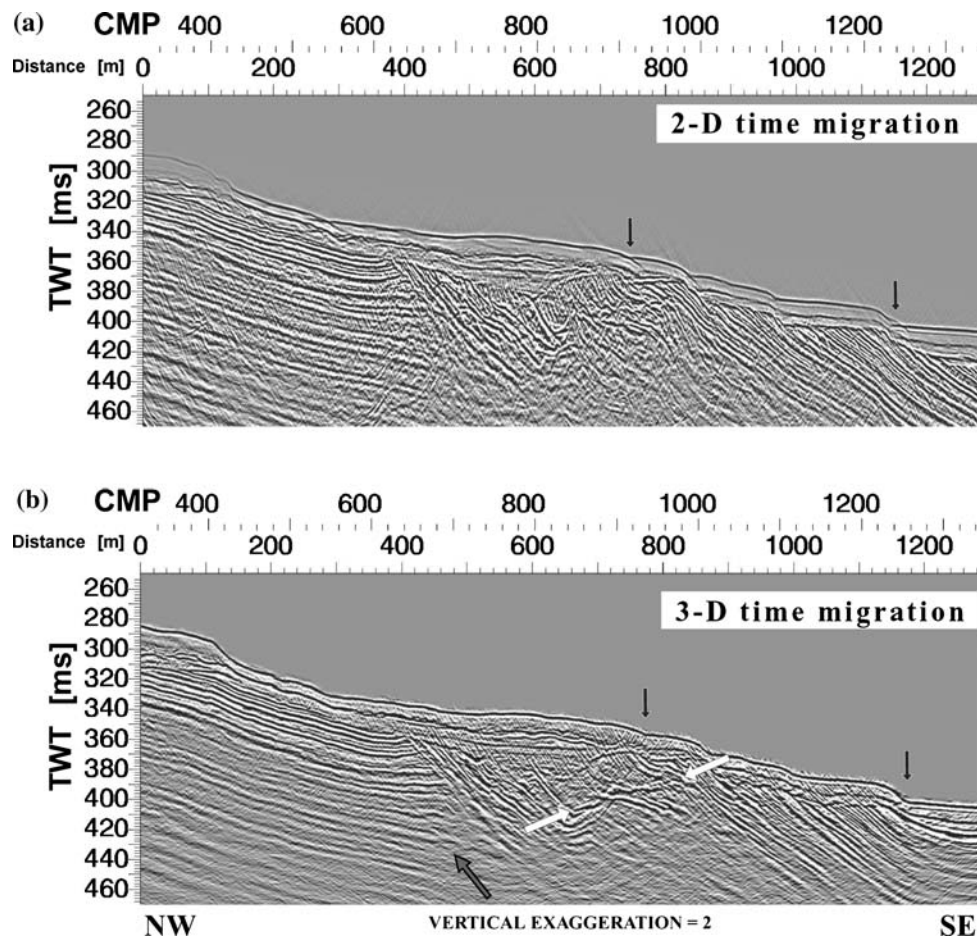 (a) CMP 400 600 800 1000 1200
Distance [m] 0 200 400 600 800 1000 1200
TWT [ms]
260
280
300
320
340
360
380
400
420
440
460
2-D time migration
(b) CMP 400 600 800 1000 1200
Distance [m] 0 200 400 600 800 1000 1200
TWT [ms]
260
280
300
320
340
360
380
400
420
440
460
3-D time migration
NW VERTICAL EXAGGERATION = 2 SE